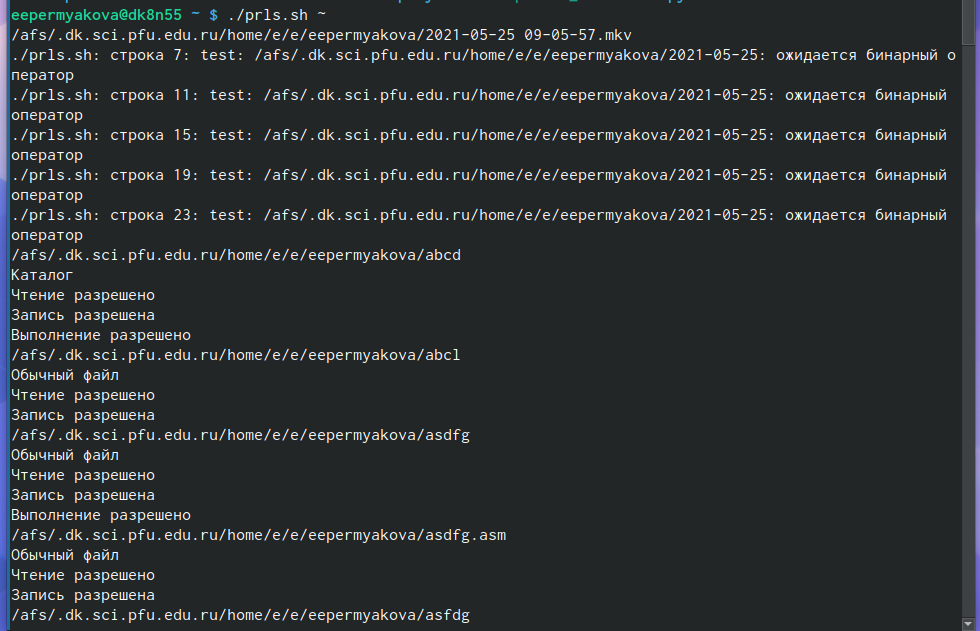 eepermyakova@dk8n55 ~ $ ./prls.sh ~
/afs/.dk.sci.pfu.edu.ru/home/e/e/eepermyakova/2021-05-25 09-05-57.mkv
./prls.sh: строка 7: test: /afs/.dk.sci.pfu.edu.ru/home/e/e/eepermyakova/2021-05-25: ожидается бинарный о
ператор
./prls.sh: строка 11: test: /afs/.dk.sci.pfu.edu.ru/home/e/e/eepermyakova/2021-05-25: ожидается бинарный
оператор
./prls.sh: строка 15: test: /afs/.dk.sci.pfu.edu.ru/home/e/e/eepermyakova/2021-05-25: ожидается бинарный
оператор
./prls.sh: строка 19: test: /afs/.dk.sci.pfu.edu.ru/home/e/e/eepermyakova/2021-05-25: ожидается бинарный
оператор
./prls.sh: строка 23: test: /afs/.dk.sci.pfu.edu.ru/home/e/e/eepermyakova/2021-05-25: ожидается бинарный
оператор
/afs/.dk.sci.pfu.edu.ru/home/e/e/eepermyakova/abcd
Каталог
Чтение разрешено
Запись разрешена
Выполнение разрешено
/afs/.dk.sci.pfu.edu.ru/home/e/e/eepermyakova/abcl
Обычный файл
Чтение разрешено
Запись разрешена
/afs/.dk.sci.pfu.edu.ru/home/e/e/eepermyakova/asdfg
Обычный файл
Чтение разрешено
Запись разрешена
Выполнение разрешено
/afs/.dk.sci.pfu.edu.ru/home/e/e/eepermyakova/asdfg.asm
Обычный файл
Чтение разрешено
Запись разрешена
/afs/.dk.sci.pfu.edu.ru/home/e/e/eepermyakova/asfdg